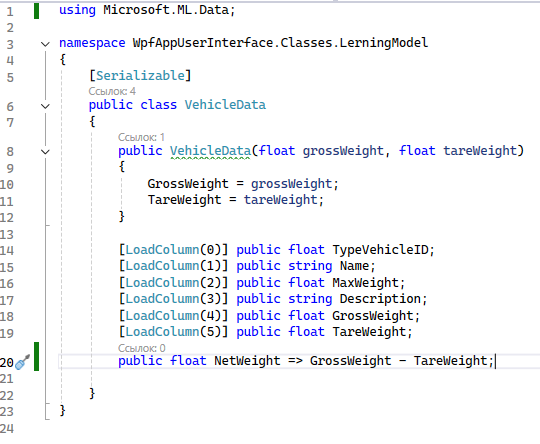 1 using Microsoft.ML.Data;
2
3 namespace WpfAppUserInterface.Classes.LerningModel
4 {
5 [Serializable]
Ссылок: 4
6 public class VehicleData
7 {
Ссылок: 1
8 public VehicleData(float grossWeight, float tareWeight)
9 {
10 GrossWeight = grossWeight;
11 TareWeight = tareWeight;
12 }
13
14 [LoadColumn(0)] public float TypeVehicleID;
15 [LoadColumn(1)] public string Name;
16 [LoadColumn(2)] public float MaxWeight;
17 [LoadColumn(3)] public string Description;
18 [LoadColumn(4)] public float GrossWeight;
19 [LoadColumn(5)] public float TareWeight;
Ссылок: 0
20 public float NetWeight => GrossWeight - TareWeight;
21
22 }
23 }
24